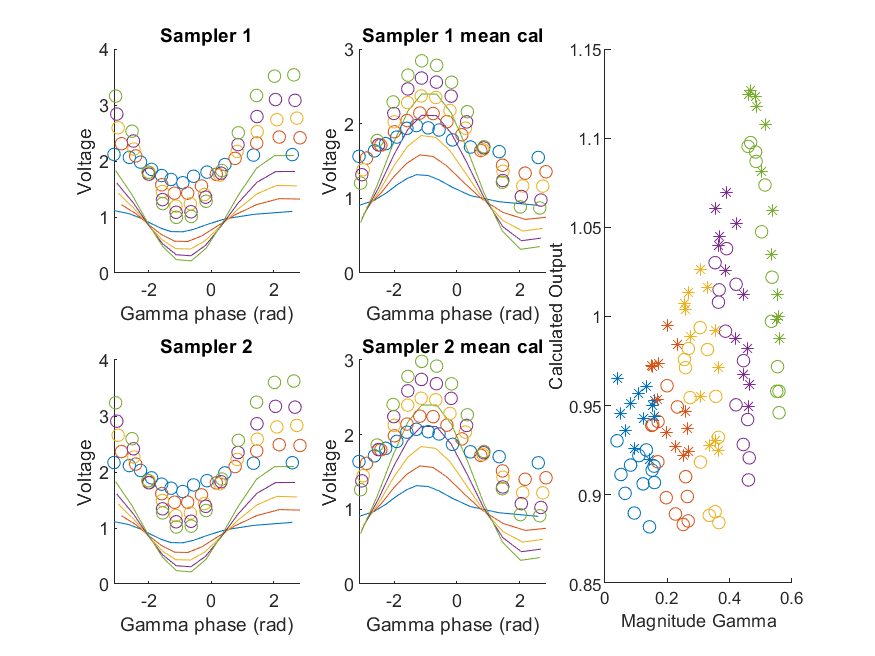 Sampler 1
4
3
2
1
0
Voltage
-2 0 2
Gamma phase (rad)
Sampler 1 mean cal
3
2
1
0
Voltage
-2 0 2
Gamma phase (rad)
Sampler 2
4
3
2
1
0
Voltage
-2 0 2
Gamma phase (rad)
Sampler 2 mean cal
3
2
1
0
Voltage
-2 0 2
Gamma phase (rad)
1.15
1.1
1.05
1
0.95
0.9
0.85
Calculated Output
0 0.2 0.4 0.6
Magnitude Gamma